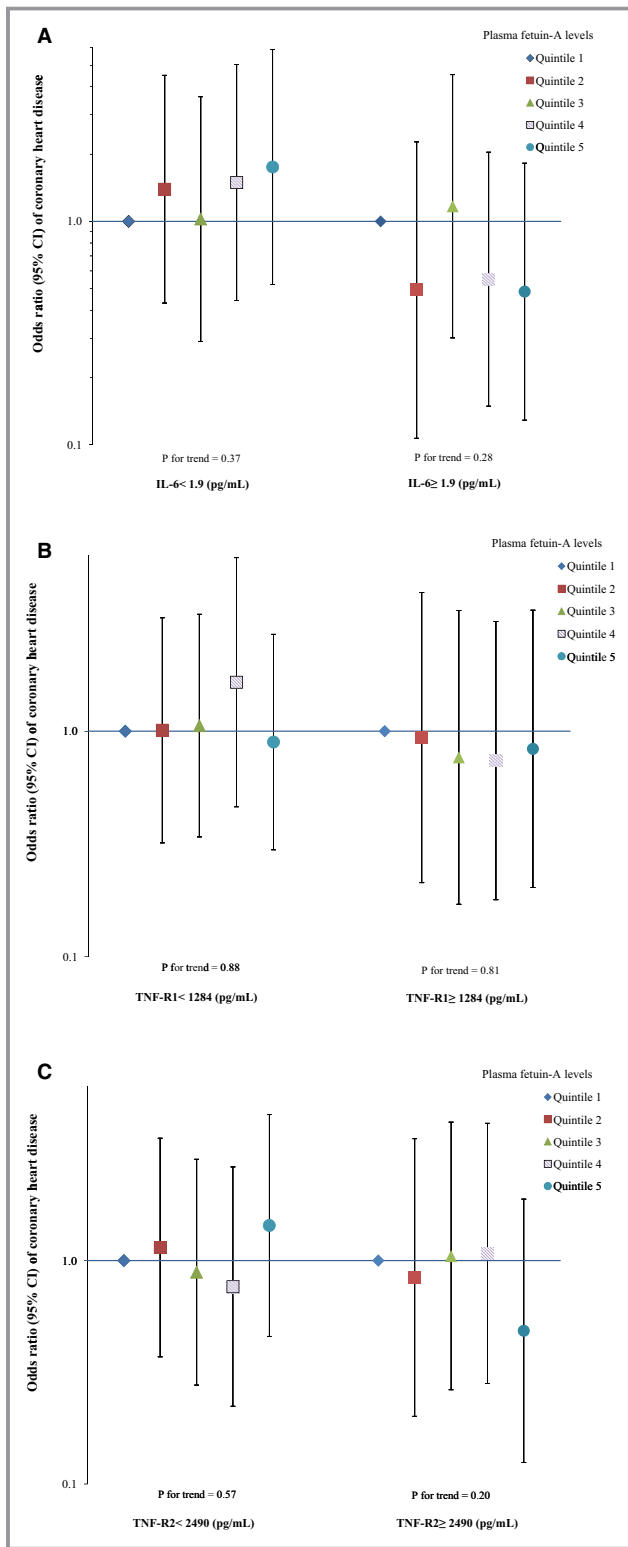 A
Plasma fetuin-A levels
Quintile 1
Quintile 2
Quintile 3
Quintile 4
Quintile 5
Odds ratio (95% CI) of coronary heart disease
1.0
0.1
P for trend = 0.37
P for trend = 0.28
IL-6< 1.9 (pg/mL)
IL-6≥ 1.9 (pg/mL)
B
Plasma fetuin-A levels
Quintile 1
Quintile 2
Quintile 3
Quintile 4
Quintile 5
Odds ratio (95% CI) of coronary heart disease
1.0
0.1
P for trend = 0.88
P for trend = 0.81
TNF-R1< 1284 (pg/mL)
TNF-R1≥ 1284 (pg/mL)
C
Plasma fetuin-A levels
Quintile 1
Quintile 2
Quintile 3
Quintile 4
Quintile 5
Odds ratio (95% CI) of coronary heart disease
1.0
0.1
P for trend = 0.57
P for trend = 0.20
TNF-R2< 2490 (pg/mL)
TNF-R2≥ 2490 (pg/mL)